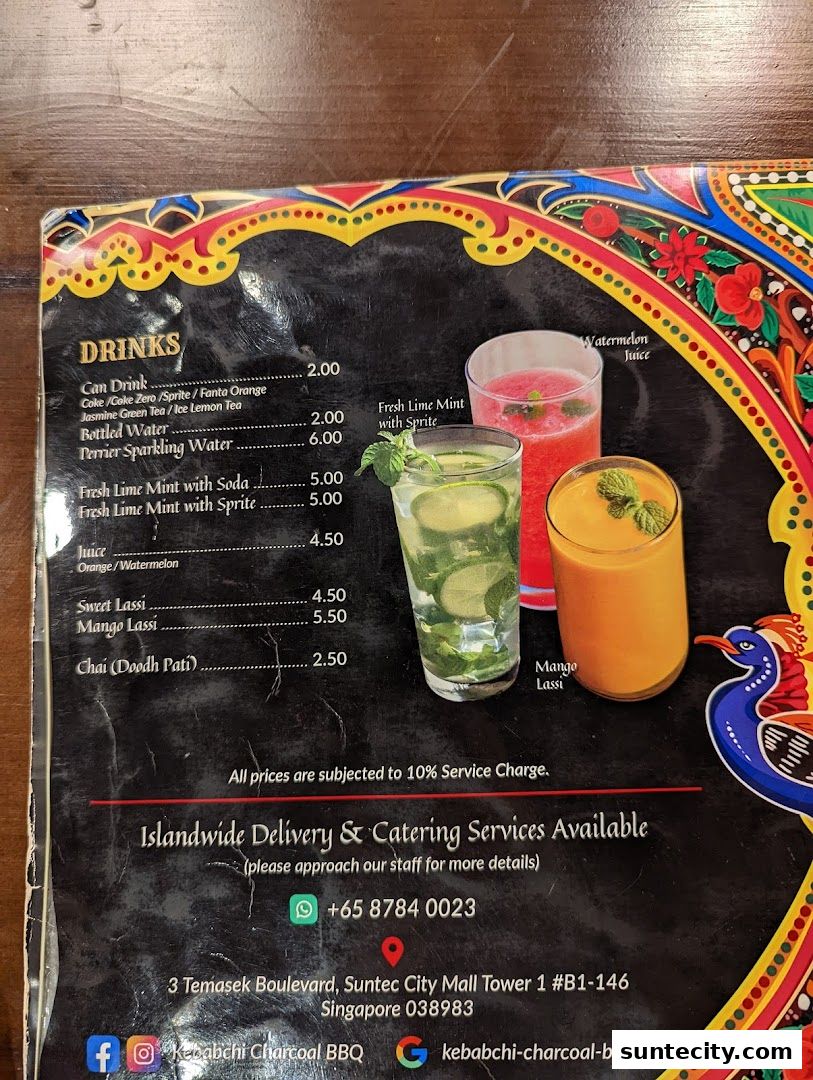 DRINKS
Can Drink 2.00
Coke /Coke Zero /Sprite / Fanta Orange
Jasmine Green Tea / Ice Lemon Tea
Bottled Water 2.00
Perrier Sparkling Water 6.00
Fresh Lime Mint with Soda 5.00
Fresh Lime Mint with Sprite 5.00
Juice 4.50
Orange / Watermelon
Sweet Lassi 4.50
Mango Lassi 5.50
Chai (Doodh Pati) 2.50
Watermelon
Juice
Fresh Lime Mint
with Sprite
Mango
Lassi
All prices are subjected to 10% Service Charge.
Islandwide Delivery & Catering Services Available
(please approach our staff for more details)
+65 8784 0023
3 Temasek Boulevard, Suntec City Mall Tower 1 #B1-146
Singapore 038983
Kebabchi Charcoal BBQ
kebabchi-charcoal-b
suntecity.com